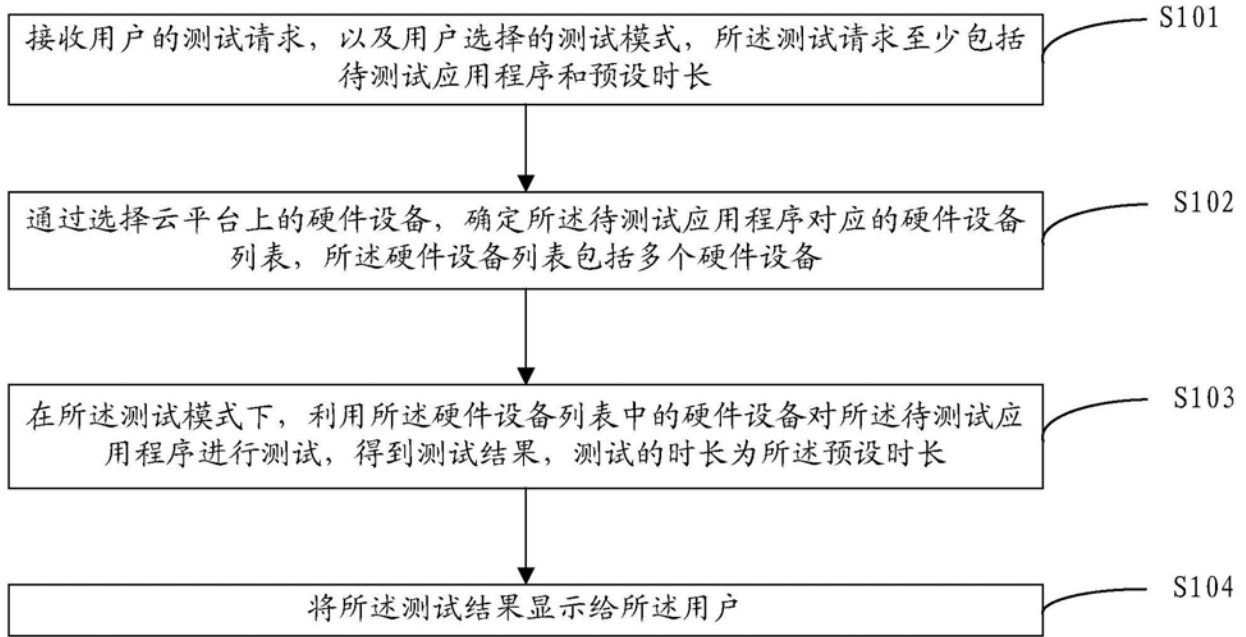 接收用户的测试请求，以及用户选择的测试模式，所述测试请求至少包括
待测试应用程序和预设时长
S101
通过选择云平台上的硬件设备，确定所述待测试应用程序对应的硬件设备
列表，所述硬件设备列表包括多个硬件设备
S102
在所述测试模式下，利用所述硬件设备列表中的硬件设备对所述待测试应
用程序进行测试，得到测试结果，测试的时长为所述预设时长
S103
将所述测试结果显示给所述用户
S104